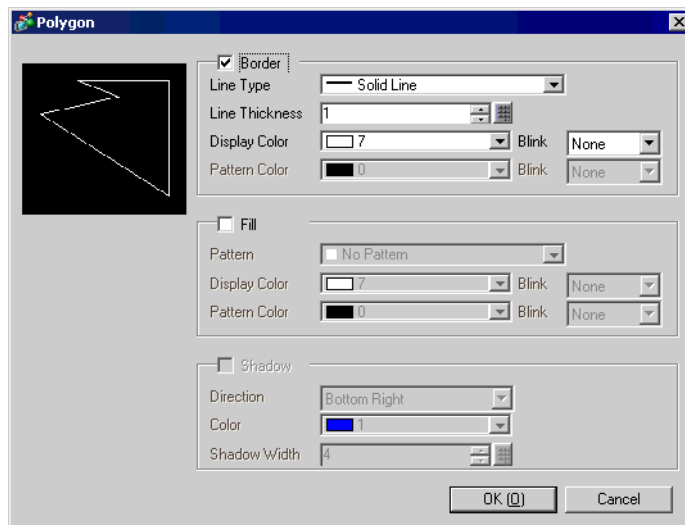 Polygon
Border
Line Type Solid Line
Line Thickness 1
Display Color 7 Blink None
Pattern Color 0 Blink None
Fill
Pattern No Pattern
Display Color 7 Blink None
Pattern Color 0 Blink None
Shadow
Direction Bottom Right
Color 1
Shadow Width 4
OK (O) Cancel